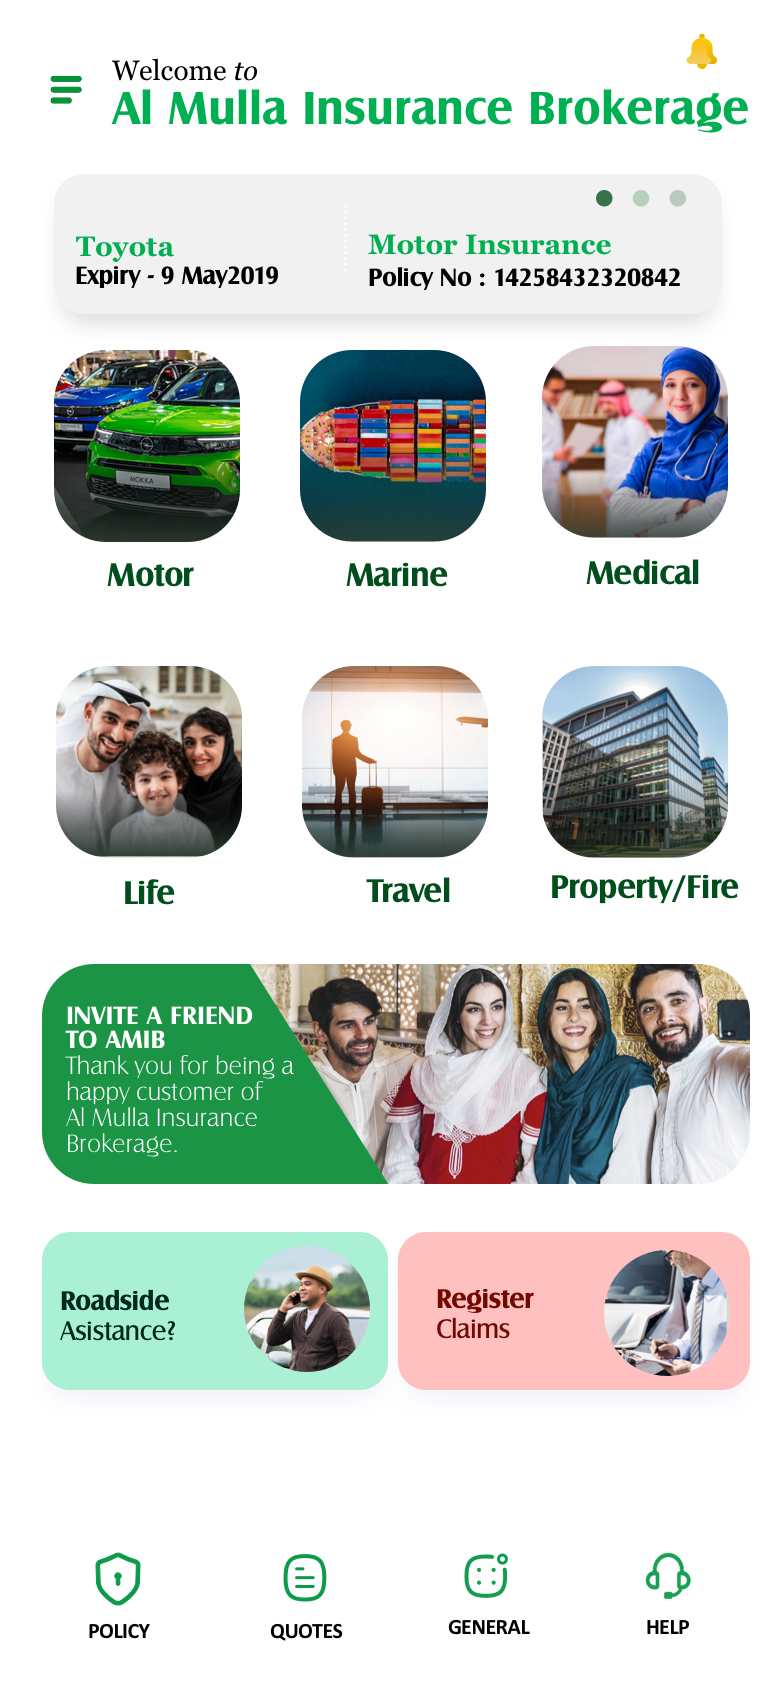 Welcome to
Al Mulla Insurance Brokerage
Toyota
Expiry - 9 May2019
Motor Insurance
Policy No : 14258432320842
MOKKA
Motor
Marine
Medical
Life
Travel
Property/Fire
INVITE A FRIEND
TO AMIB
Thank you for being a
happy customer of
Al Mulla Insurance
Brokerage.
Roadside
Asistance?
Register
Claims
POLICY
QUOTES
GENERAL
HELP